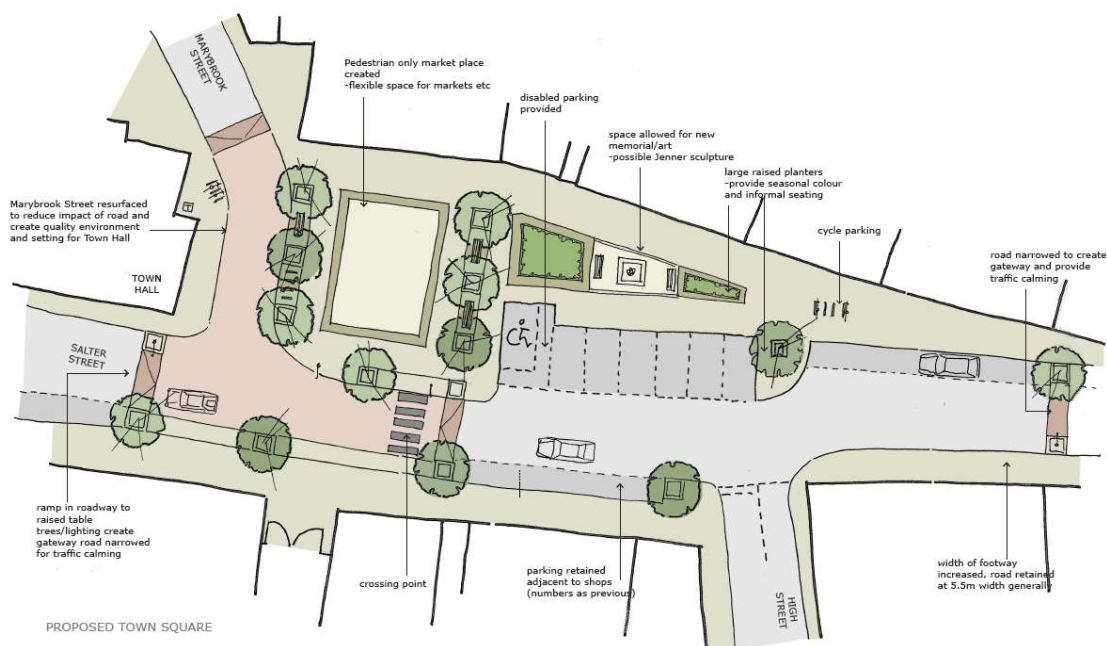 MARYBROOK
STREET
Pedestrian only market place
created
-flexible space for markets etc
disabled parking
provided
space allowed for new
memorial/art
-possible Jenner sculpture
large raised planters
-provide seasonal colour
and informal seating
cycle parking
road narrowed to create
gateway and provide
traffic calming
Marybrook Street resurfaced
to reduce impact of road and
create quality environment
and setting for Town Hall
TOWN
HALL
SALTER
STREET
ramp in roadway to
raised table
trees/lighting create
gateway road narrowed
for traffic calming
crossing point
parking retained
adjacent to shops
(numbers as previous)
HIGH
STREET
width of footway
increased, road retained
at 5.5m width generally
PROPOSED TOWN SQUARE